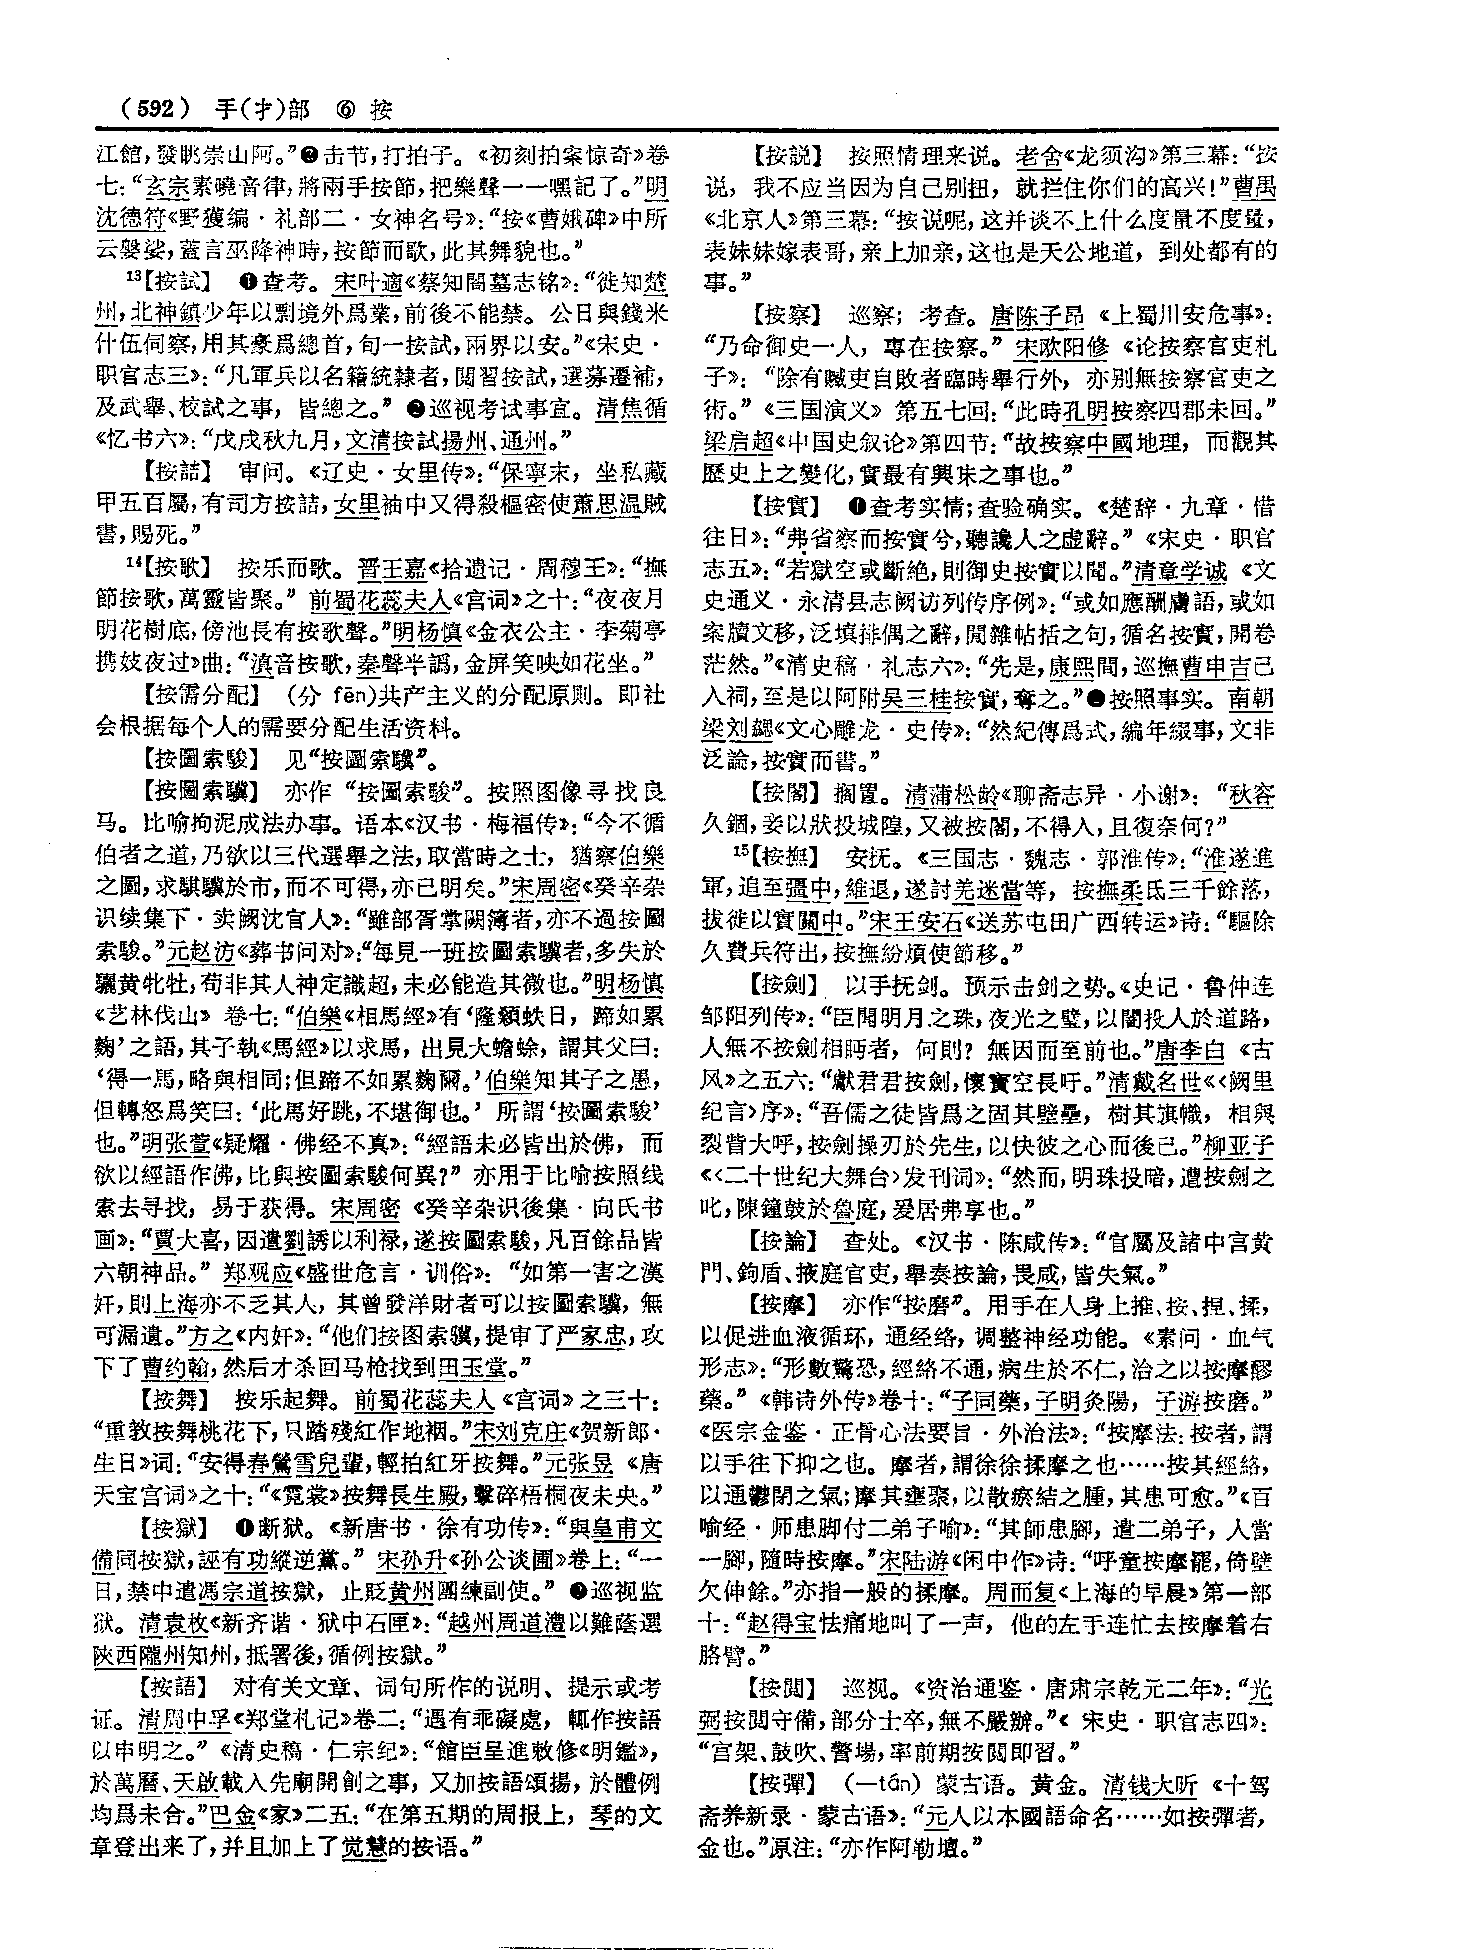 (592) 手(扌)部 ⑥ 按
江館,發眺崇山阿。”❷击节,打拍子。《初刻拍案惊奇》卷
七:“玄宗素曉音律,將兩手按節,把樂聲一一嘿記了。”明
沈德符《野獲编·礼部二·女神名号》:“按《曹娥碑》中所
云婆娑,蓋言巫降神時,按節而歌,此其舞貌也。”
13【按試】 ❶查考。宋叶適《蔡知閤墓志铭》:“徙知楚
州,北神鎮少年以剽境外爲業,前後不能禁。公日與錢米
什伍伺察,用其豪爲總首,旬一按試,兩界以安。”《宋史·
职官志三》:“凡軍兵以名籍統隸者,閲習按試,選募遷補,
及武舉、校試之事,皆總之。”❷巡视考试事宜。清焦循
《忆书六》:“戊戌秋九月,文清按試揚州、通州。”
【按詰】 审问。《辽史·女里传》:“保寧末,坐私藏
甲五百屬,有司方按詰,女里袖中又得殺樞密使蕭思温賊
書,賜死。”
14【按歌】 按乐而歌。晋王嘉《拾遗记·周穆王》:“撫
節按歌,萬靈皆聚。”前蜀花蕊夫人《宫词》之十:“夜夜月
明花樹底,傍池長有按歌聲。”明杨慎《金衣公主·李菊亭
携妓夜过》曲:“滇音按歌,秦聲半譌,金屏笑映如花坐。”
【按需分配】 (分 fēn)共产主义的分配原则。即社
会根据每个人的需要分配生活资料。
【按圖索駿】 见“按圖索驥”。
【按圖索驥】 亦作“按圖索駿”。按照图像寻找良
马。比喻拘泥成法办事。语本《汉书·梅福传》:“今不循
伯者之道,乃欲以三代選舉之法,取當時之士,猶察伯樂
之圖,求騏驥於市,而不可得,亦已明矣。”宋周密《癸辛杂
识续集下·卖阙沈官人》:“雖部胥掌闕簿者,亦不過按圖
索駿。”元赵汸《葬书问对》:“每見一班按圖索驥者,多失於
驪黄牝牡,苟非其人神定識超,未必能造其微也。”明杨慎
《艺林伐山》卷七:“伯樂《相馬經》有‘隆顙蚨日,蹄如累
麴’之語,其子執《馬經》以求馬,出見大蟾蜍,謂其父曰:
‘得一馬,略與相同;但蹄不如累麴爾。’伯樂知其子之愚,
但轉怒爲笑曰:‘此馬好跳,不堪御也。’所謂‘按圖索駿’
也。”明张萱《疑耀·佛经不真》:“經語未必皆出於佛,而
欲以經語作佛,比與按圖索駿何異?”亦用于比喻按照线
索去寻找,易于获得。宋周密《癸辛杂识後集·向氏书
画》:“賈大喜,因遣劉誘以利禄,遂按圖索駿,凡百餘品皆
六朝神品。”郑观应《盛世危言·训俗》:“如第一害之漢
奸,則上海亦不乏其人,其曾發洋財者可以按圖索驥,無
可漏遺。”方之《内奸》:“他们按图索骥,提审了严家忠,攻
下了曹约翰,然后才杀回马枪找到田玉堂。”
【按舞】 按乐起舞。前蜀花蕊夫人《宫词》之三十:
“重教按舞桃花下,只踏殘紅作地裀。”宋刘克庄《贺新郎·
生日》词:“安得春鶯雪兒輩,輕拍紅牙按舞。”元张昱《唐
天宝宫词》之十:“《霓裳》按舞長生殿,擊碎梧桐夜未央。”
【按獄】 ❶断狱。《新唐书·徐有功传》:“與皇甫文
備同按獄,誣有功縱逆黨。”宋孙升《孙公谈圃》卷上:“一
日,禁中遣馮宗道按獄,止貶黄州團練副使。”❷巡视监
狱。清袁枚《新齐谐·狱中石匣》:“越州周道澧以難蔭選
陝西隴州知州,抵署後,循例按獄。”
【按語】 对有关文章、词句所作的说明、提示或考
证。清周中孚《郑堂札记》卷二:“遇有乖礙處,輒作按語
以申明之。”《清史稿·仁宗纪》:“館臣呈進敕修《明鑑》,
於萬曆、天啟載入先廟開創之事,又加按語頌揚,於體例
均爲未合。”巴金《家》二五:“在第五期的周报上,琴的文
章登出来了,并且加上了觉慧的按语。”
【按説】 按照情理来说。老舍《龙须沟》第三幕:“按
说,我不应当因为自己别扭,就拦住你们的高兴!”曹禺
《北京人》第三幕:“按说呢,这并谈不上什么度量不度量,
表妹妹嫁表哥,亲上加亲,这也是天公地道,到处都有的
事。”
【按察】 巡察;考查。唐陈子昂《上蜀川安危事》:
“乃命御史一人,專在按察。”宋欧阳修《论按察官吏札
子》:“除有贓吏自敗者臨時舉行外,亦别無按察官吏之
術。”《三国演义》第五七回:“此時孔明按察四郡未回。”
梁启超《中国史叙论》第四节:“故按察中國地理,而觀其
歷史上之變化,實最有興味之事也。”
【按實】 ❶查考实情;查验确实。《楚辞·九章·惜
往日》:“弗省察而按實兮,聽讒人之虚辭。”《宋史·职官
志五》:“若獄空或斷絶,則御史按實以聞。”清章学诚《文
史通义·永清县志阙访列传序例》:“或如應酬膚語,或如
案牘文移,泛填排偶之辭,間雜帖括之句,循名按實,開卷
茫然。”《清史稿·礼志六》:“先是,康熙間,巡撫曹申吉已
入祠,至是以阿附吴三桂按實,奪之。”❷按照事实。南朝
梁刘勰《文心雕龙·史传》:“然紀傳爲式,編年綴事,文非
泛論,按實而書。”
【按閣】 搁置。清蒲松龄《聊斋志异·小谢》:“秋容
久錮,妾以狀投城隍,又被按閣,不得入,且復奈何?”
15【按撫】 安抚。《三国志·魏志·郭淮传》:“淮遂進
軍,追至彊中,維退,遂討羌迷當等,按撫柔氐三千餘落,
拔徙以實關中。”宋王安石《送苏屯田广西转运》诗:“驅除
久費兵符出,按撫紛煩使節移。”
【按劍】 以手抚剑。预示击剑之势。《史记·鲁仲连
邹阳列传》:“臣聞明月之珠,夜光之璧,以闇投人於道路,
人無不按劍相眄者,何則?無因而至前也。”唐李白《古
风》之五六:“獻君君按劍,懷寶空長吁。”清戴名世《〈阙里
纪言〉序》:“吾儒之徒皆爲之固其壁壘,樹其旗幟,相與
裂眥大呼,按劍操刃於先生,以快彼之心而後已。”柳亚子
《〈二十世纪大舞台〉发刊词》:“然而,明珠投暗,遭按劍之
叱,陳鐘鼓於魯庭,爰居弗享也。”
【按論】 查处。《汉书·陈咸传》:“官屬及諸中言黄
門、鉤盾、掖庭官吏,舉奏按論,畏咸,皆失氣。”
【按摩】 亦作“按磨”。用手在人身上推、按、捏、揉,
以促进血液循环,通经络,调整神经功能。《素问·血气
形志》:“形數驚恐,經絡不通,病生於不仁,治之以按摩醪
藥。”《韩诗外传》卷十:“子同藥,子明灸陽,子游按磨。”
《医宗金鉴·正骨心法要旨·外治法》:“按摩法:按者,謂
以手往下抑之也。摩者,謂徐徐揉摩之也……按其經絡,
以通鬱閉之氣;摩其壅聚,以散瘀結之腫,其患可愈。”《百
喻经·师患脚付二弟子喻》:“其師患腳,遣二弟子,人當
一腳,隨時按摩。”宋陆游《闲中作》诗:“呼童按摩罷,倚壁
欠伸餘。”亦指一般的揉摩。周而复《上海的早晨》第一部
十:“赵得宝怯痛地叫了一声,他的左手连忙去按摩着右
胳臂。”
【按閲】 巡视。《资治通鉴·唐肃宗乾元二年》:“光
弼按閲守備,部分士卒,無不嚴辦。”《宋史·职官志四》:
“宫架、鼓吹、警場,率前期按閲即習。”
【按彈】 (—tán) 蒙古语。黄金。清钱大昕《十驾
斋养新录·蒙古语》:“元人以本國語命名……如按彈者,
金也。”原注:“亦作阿勒壇。”